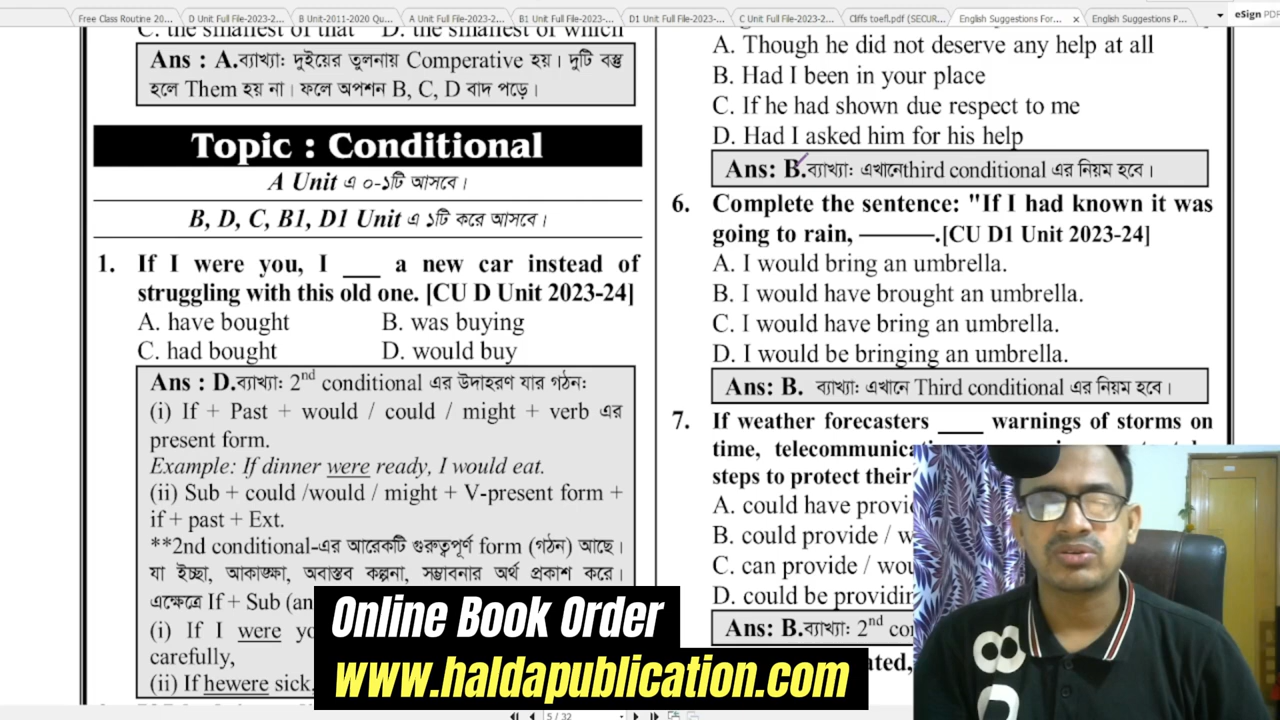 Free Class Routine 20...
D Unit Full File-2023-2...
B Unit-2011-2020 Qu...
A Unit Full File-2023-2...
B1 Unit Full File-2023-...
D1 Unit Full File-2023-...
C Unit Full File-2023-2...
Cliffs toefl.pdf (SECUR...
English Suggestions For...
×
English Suggestions P...
eSign PDF
C. the smallest of that D. the smallest of which
Ans : A.ব্যাখ্যাঃ দুইয়ের তুলনায় Comperative হয়। দুটি বস্তু
হলে Them হয় না। ফলে অপশন B, C, D বাদ পড়ে।
Topic : Conditional
A Unit এ ০-১টি আসবে।
B, D, C, B1, D1 Unit এ ১টি করে আসবে।
1. If I were you, I ___ a new car instead of
struggling with this old one. [CU D Unit 2023-24]
A. have bought B. was buying
C. had bought D. would buy
Ans : D.ব্যাখ্যাঃ 2nd conditional এর উদাহরণ যার গঠনঃ
(i) If + Past + would / could / might + verb এর
present form.
Example: If dinner were ready, I would eat.
(ii) Sub + could /would / might + V-present form +
if + past + Ext.
**2nd conditional-এর আরেকটি গুরুত্বপূর্ণ form (গঠন) আছে।
যা ইচ্ছা, আকাঙ্ক্ষা, অবাস্তব কল্পনা, সম্ভাবনার অর্থ প্রকাশ করে।
এক্ষেত্রে If + Sub
(i) If I were
carefully,
(ii) If hewere sick,
A. Though he did not deserve any help at all
B. Had I been in your place
C. If he had shown due respect to me
D. Had I asked him for his help
Ans: B.ব্যাখ্যাঃ এখানেthird conditional এর নিয়ম হবে।
6. Complete the sentence: "If I had known it was
going to rain, ———.[CU D1 Unit 2023-24]
A. I would bring an umbrella.
B. I would have brought an umbrella.
C. I would have bring an umbrella.
D. I would be bringing an umbrella.
Ans: B. ব্যাখ্যাঃ এখানে Third conditional এর নিয়ম হবে।
7. If weather forecasters ____ warnings of storms on
time,
steps to protect their
A. could have
B. could provide / w
C. can provide /
D. could be
Ans: B.ব্যাখ্যাঃ 2nd
Online Book Order
www.haldapublication.com
5 / 32